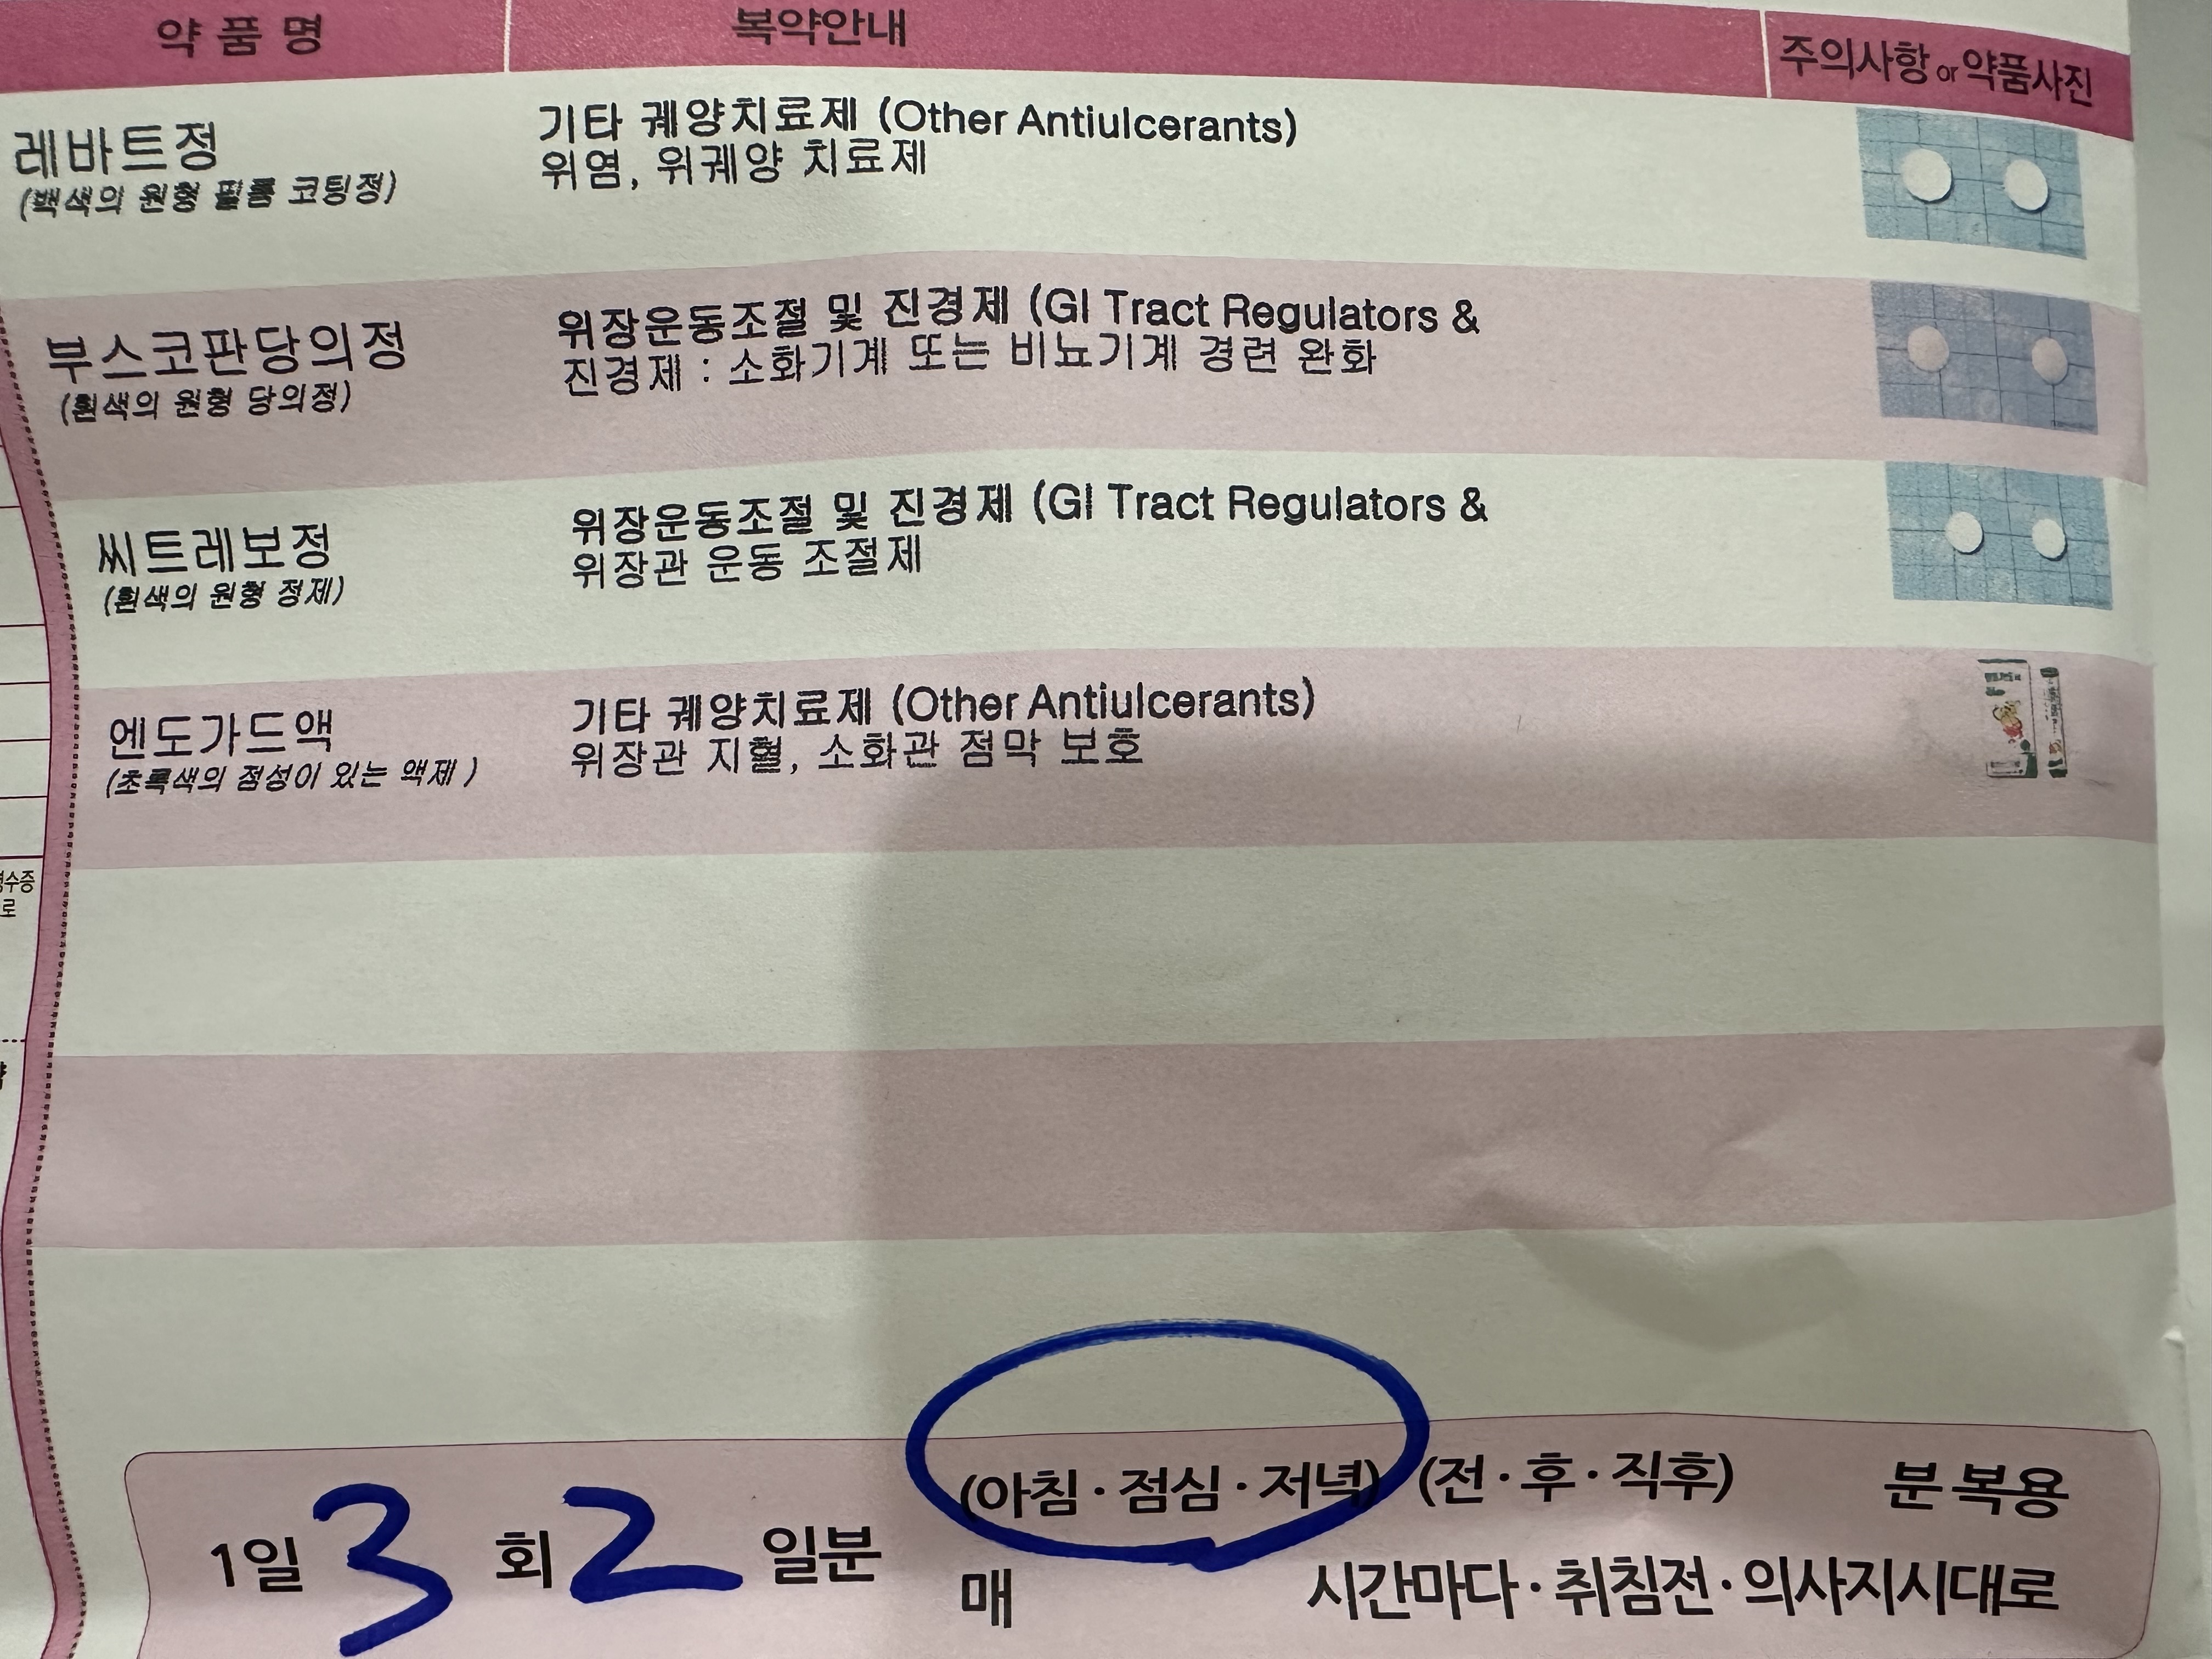 약 품 명
복약안내
주의사항 or 약품사진
레바트정
(백색의 원형 필름 코팅정)
기타 궤양치료제 (Other Antiulcerants)
위염, 위궤양 치료제
부스코판당의정
(흰색의 원형 당의정)
위장운동조절 및 진경제 (GI Tract Regulators &
진경제 : 소화기계 또는 비뇨기계 경련 완화
씨트레보정
(흰색의 원형 정제)
위장운동조절 및 진경제 (GI Tract Regulators &
위장관 운동 조절제
엔도가드액
(초록색의 점성이 있는 액제 )
기타 궤양치료제 (Other Antiulcerants)
위장관 지혈, 소화관 점막 보호
로
1일 3 회 2 일분
(아침 · 점심 · 저녁) (전 · 후 · 직후) 분 복용
매 시간마다 · 취침전 · 의사지시대로